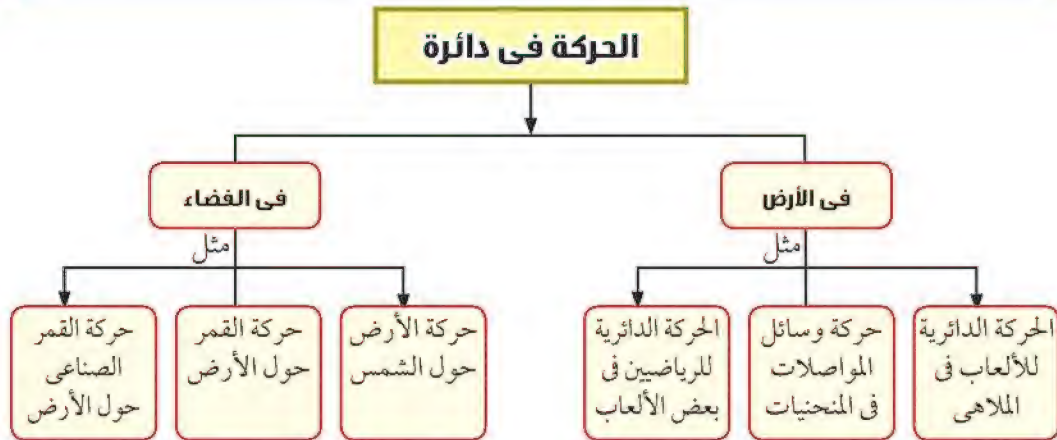 الحركة فى دائرة
فى الأرض
مثل
الحركة الدائرية
للألعاب فى
الملاهى
حركة وسائل
المواصلات
فى المنحنيات
الحركة الدائرية
للرياضيين فى
بعض الألعاب
فى الفضاء
مثل
حركة الأرض
حول الشمس
حركة القمر
حول الأرض
حركة القمر
الصناعى
حول الأرض